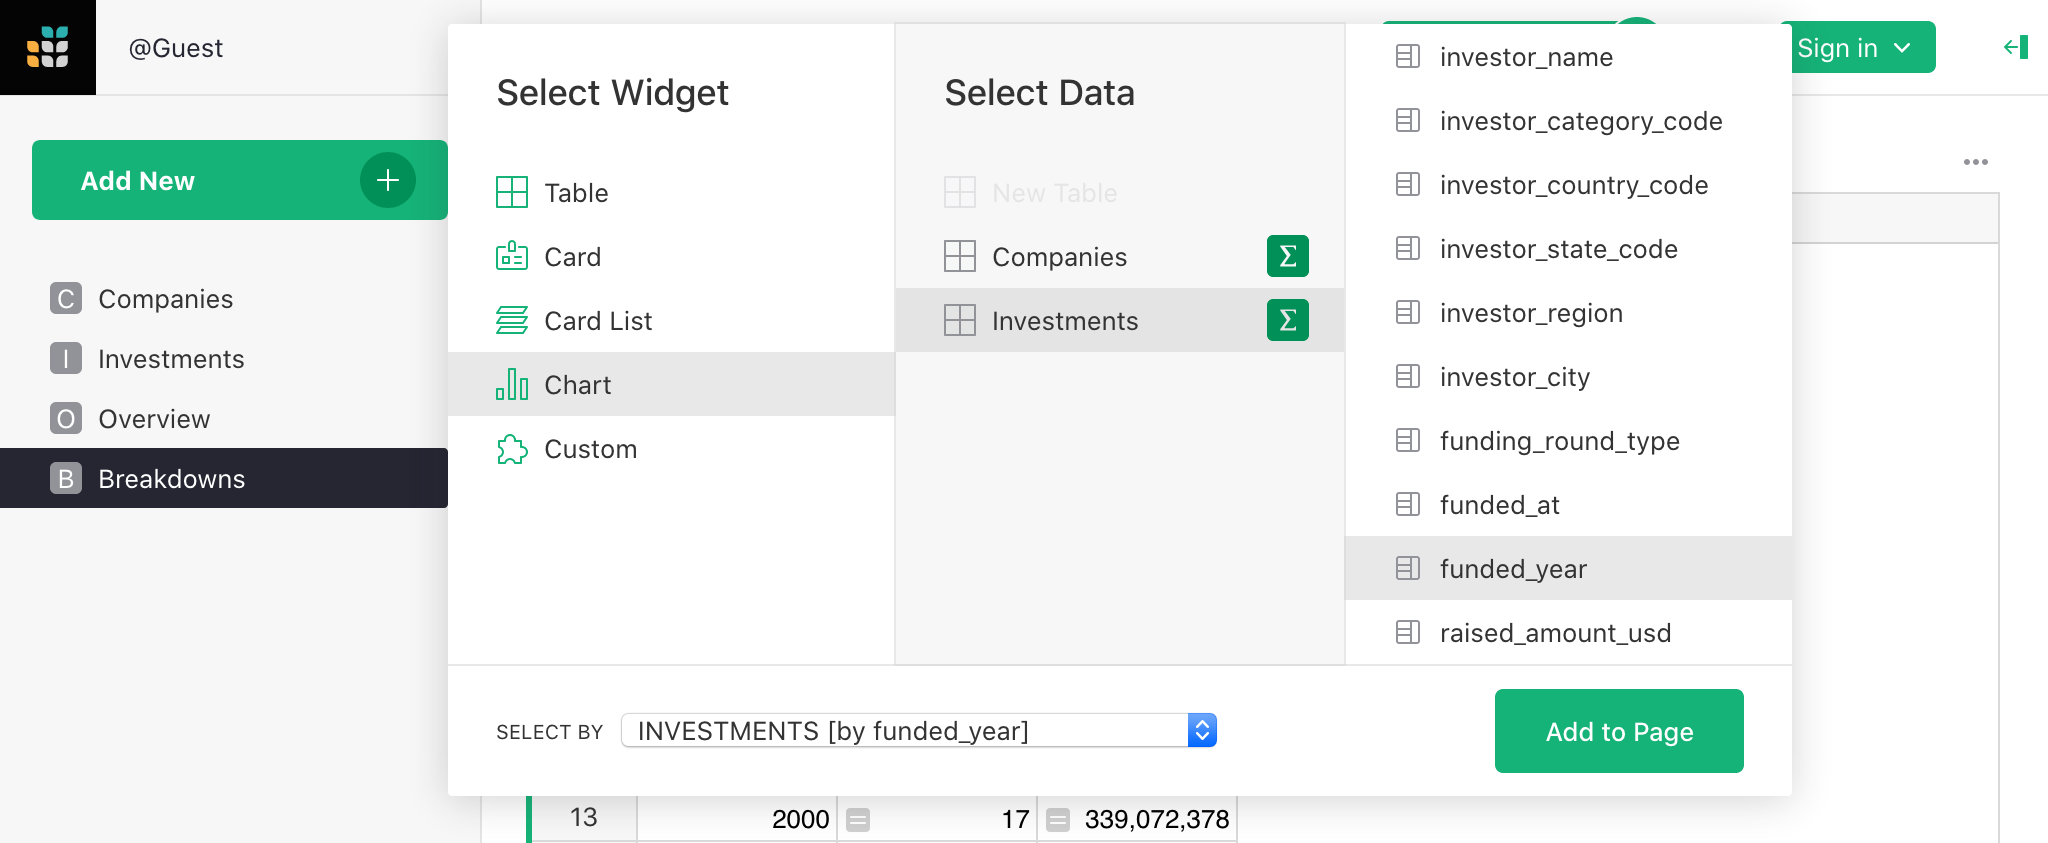 @Guest
Sign in
Add New
C Companies
I Investments
O Overview
B Breakdowns
Select Widget
Table
Card
Card List
Chart
Custom
Select Data
New Table
Companies Σ
Investments Σ
investor_name
investor_category_code
investor_country_code
investor_state_code
investor_region
investor_city
funding_round_type
funded_at
funded_year
raised_amount_usd
SELECT BY INVESTMENTS [by funded_year]
Add to Page
13 2000 = 17 = 339,072,378